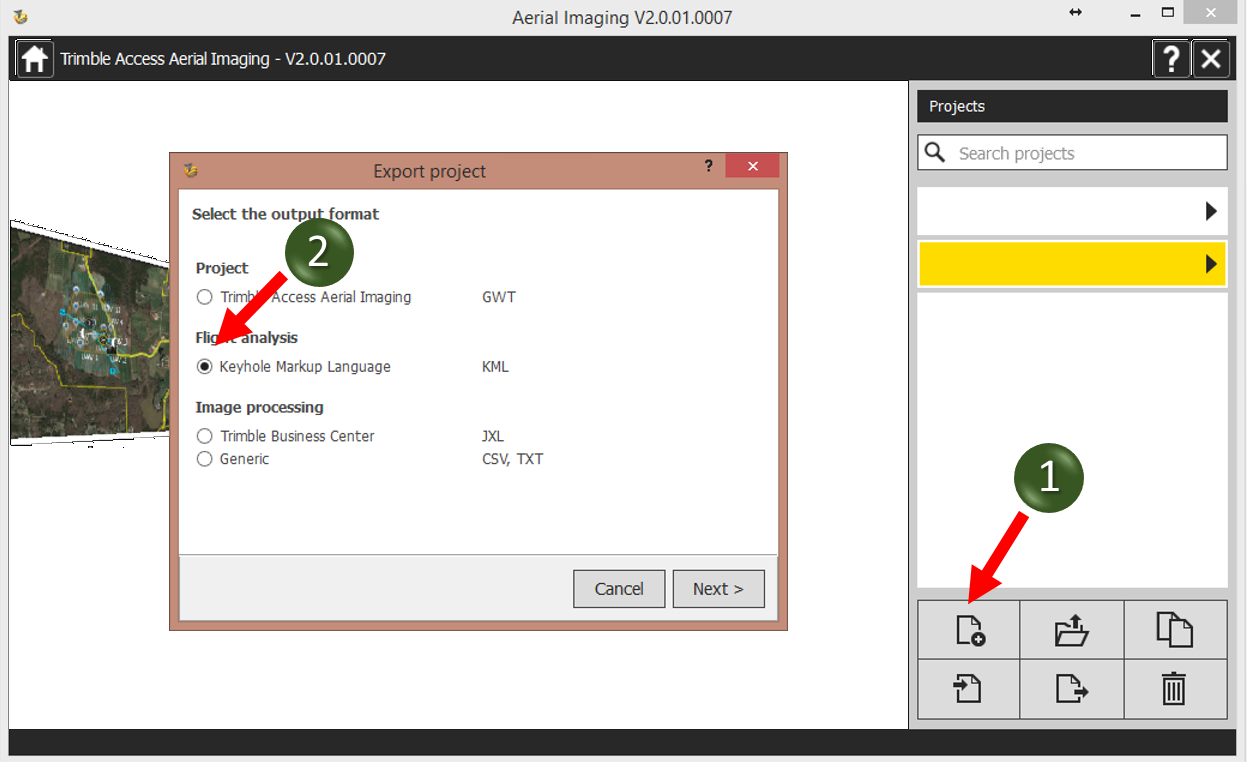 Aerial Imaging V2.0.01.0007
Trimble Access Aerial Imaging - V2.0.01.0007
?
Projects
Search projects
Export project
?
Select the output format
2
Project
Trimble Access Aerial Imaging GWT
Flight analysis
Keyhole Markup Language KML
Image processing
Trimble Business Center JXL
Generic CSV, TXT
1
Cancel Next >